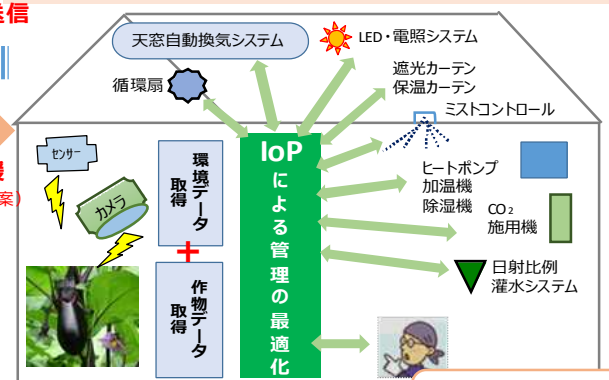 送信
天窓自動換気システム
LED・電照システム
循環扇
遮光カーテン
保温カーテン
ミストコントロール
センサー
カメラ
案)
環境データ
取得
+
作物データ
取得
IoP
による管理の最適化
ヒートポンプ
加温機
除湿機
CO₂
施用機
日射比例
灌水システム